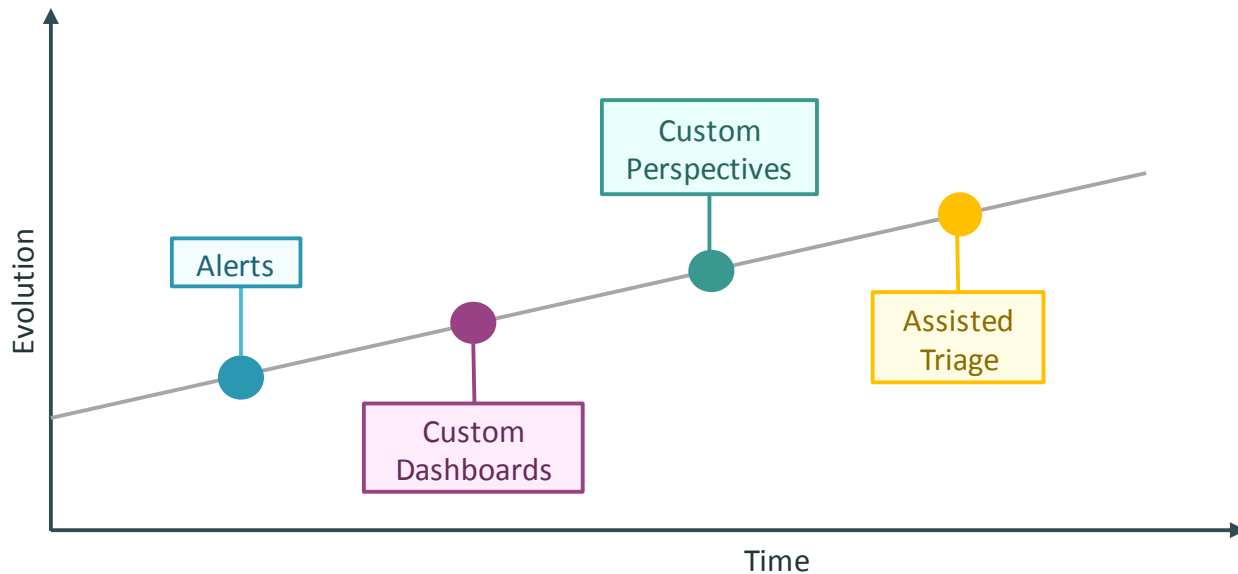 Custom
Perspectives
Alerts
Evolution
Assisted
Triage
Custom
Dashboards
Time